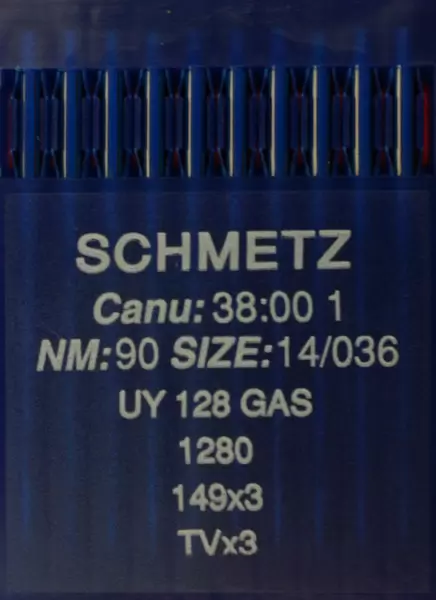 SCHMETZ
Canu: 38:00 1
NM:90 SIZE:14/036
UY 128 GAS
1280
149x3
TVx3